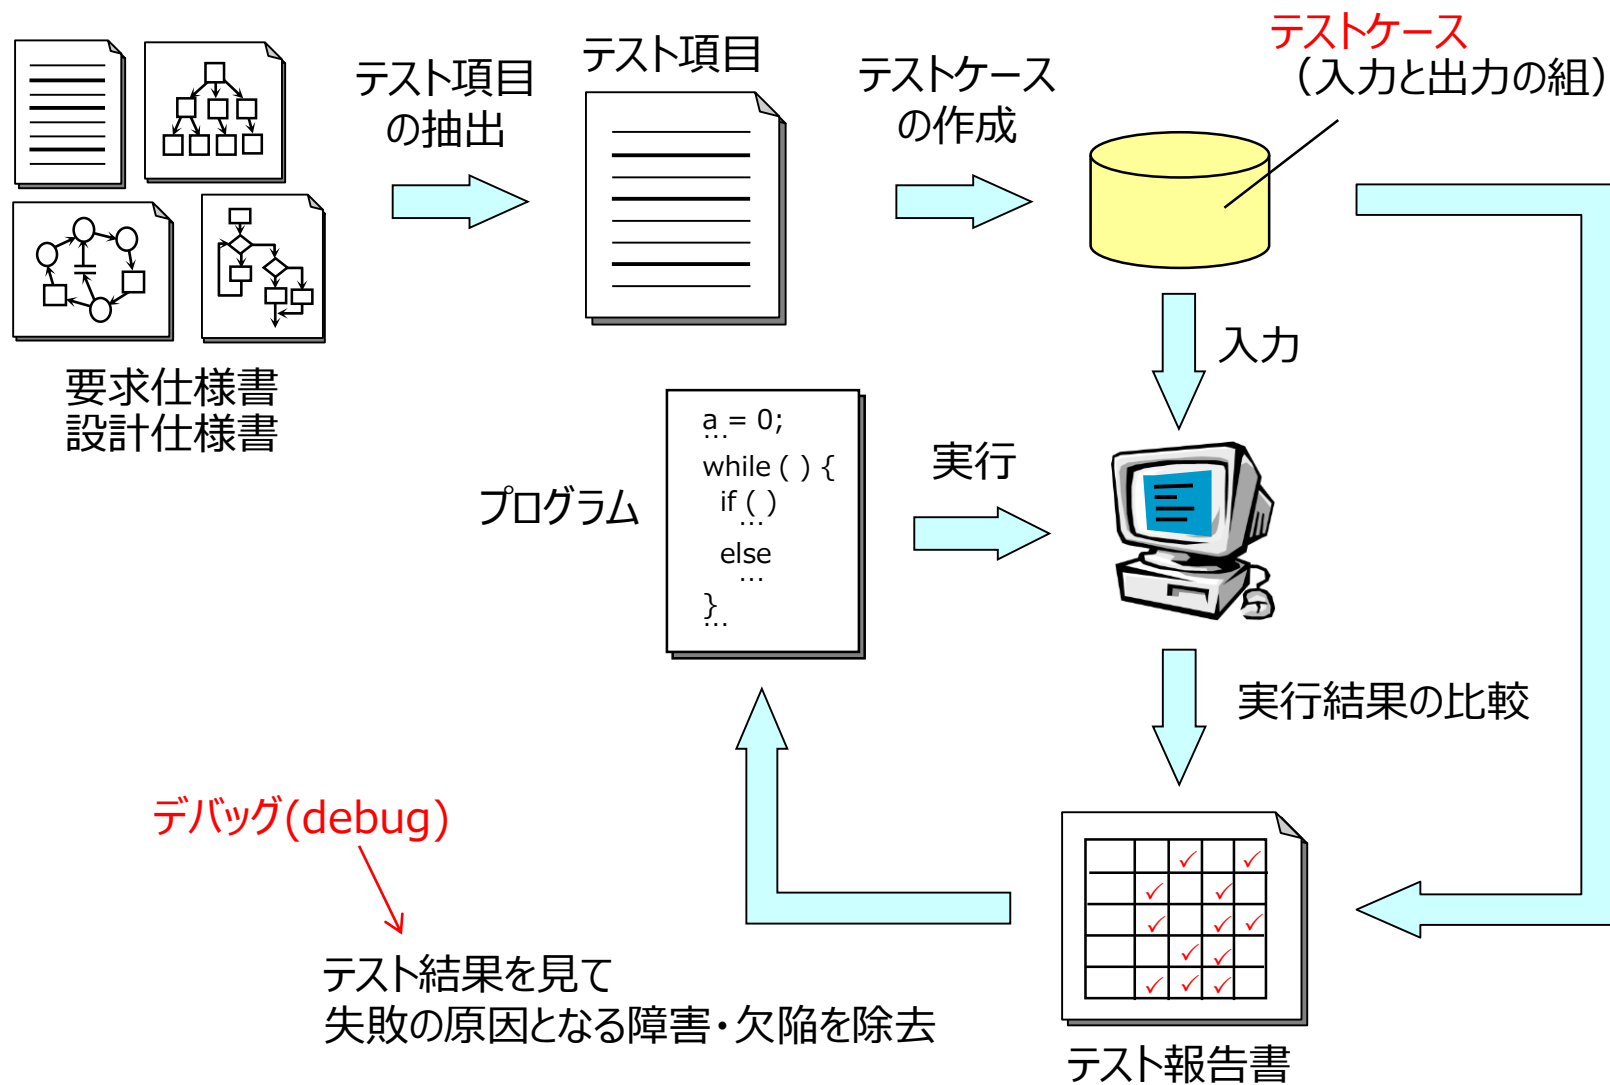 テスト項目
の抽出
テスト項目
テストケース
の作成
テストケース
（入力と出力の組）
要求仕様書
設計仕様書
入力
プログラム
a = 0;
…
while ( ) {
if ( )
…
else
…
}
…
実行
実行結果の比較
デバッグ(debug)
テスト結果を見て
失敗の原因となる障害・欠陥を除去
テスト報告書